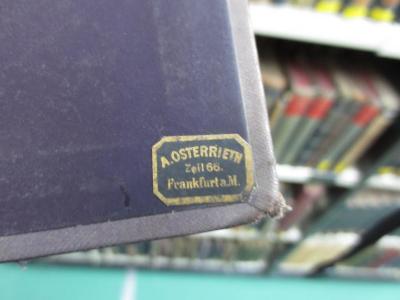 A. OSTERRIETH
Zeil 66.
Frankfurt a. M.